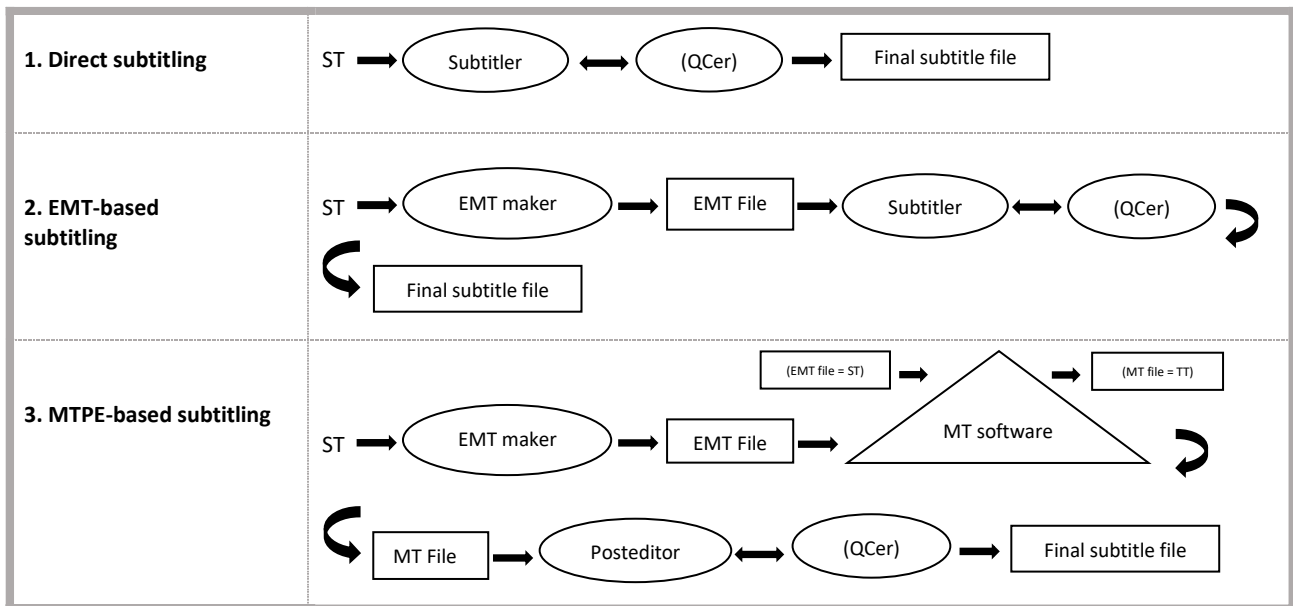 1. Direct subtitling
ST
Subtitler
(QCer)
Final subtitle file
2. EMT-based
subtitling
ST
EMT maker
EMT File
Subtitler
(QCer)
Final subtitle file
3. MTPE-based subtitling
(EMT file = ST)
(MT file = TT)
ST
EMT maker
EMT File
MT software
MT File
Posteditor
(QCer)
Final subtitle file